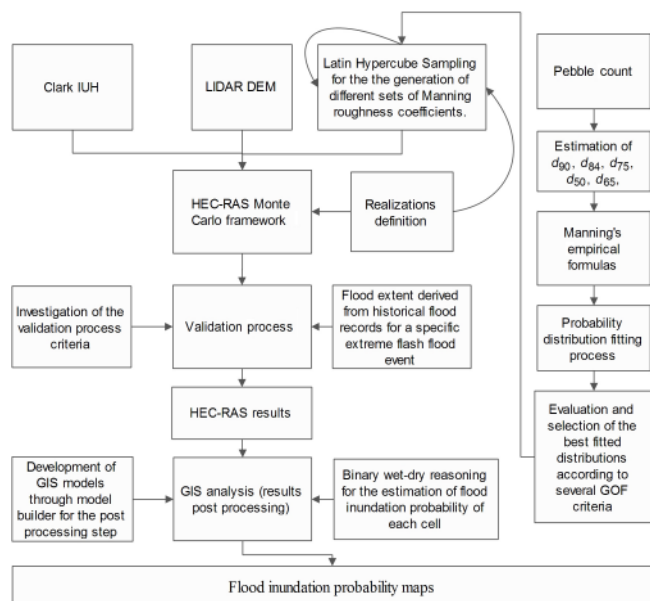 Clark IUH
LIDAR DEM
Latin Hypercube Sampling
for the the generation of
different sets of Manning
roughness coefficients.
Pebble count
Estimation of
d90, d84, d75,
d50, d65,
HEC-RAS Monte
Carlo framework
Realizations
definition
Manning's
empirical
formulas
Investigation of the
validation process
criteria
Validation process
Flood extent derived
from historical flood
records for a specific
extreme flash flood
event
Probability
distribution fitting
process
HEC-RAS results
Evaluation and
selection of the
best fitted
distributions
according to
several GOF
criteria
Development of
GIS models
through model
builder for the post
processing step
GIS analysis (results
post processing)
Binary wet-dry reasoning
for the estimation of flood
inundation probability of
each cell
Flood inundation probability maps